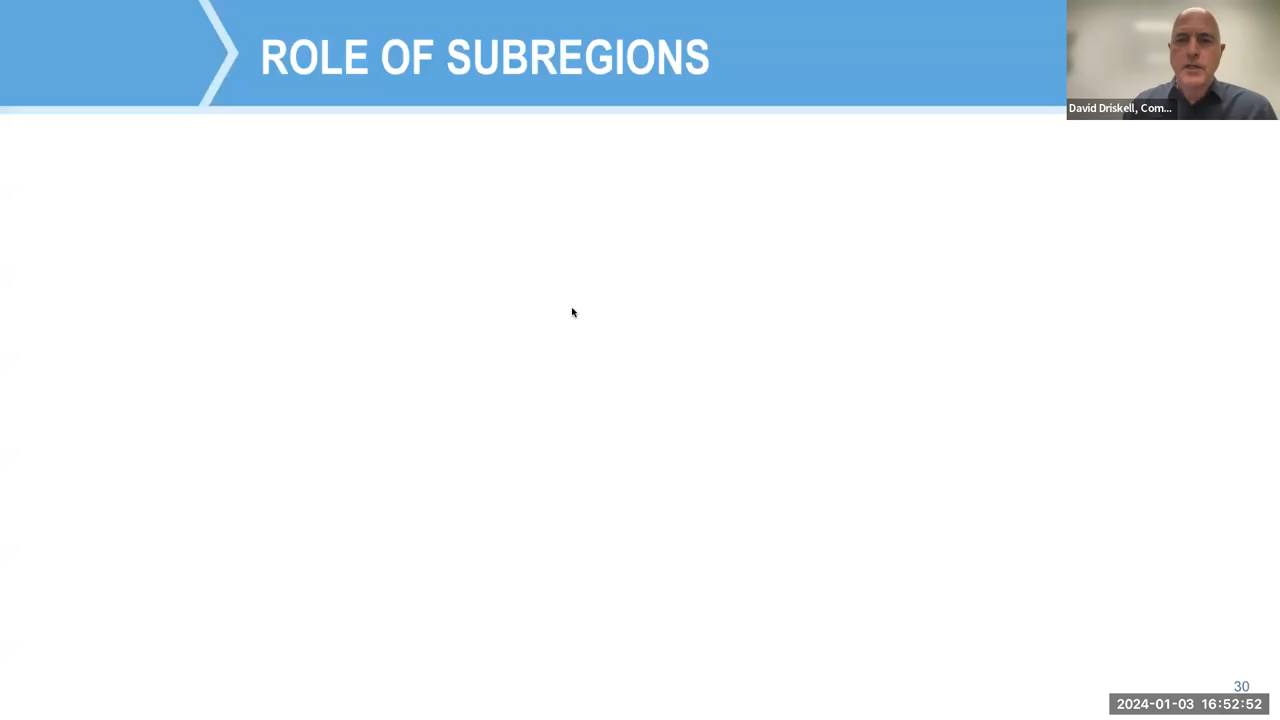 ROLE OF SUBREGIONS
David Driskell, Com...
30
2024-01-03 16:52:52